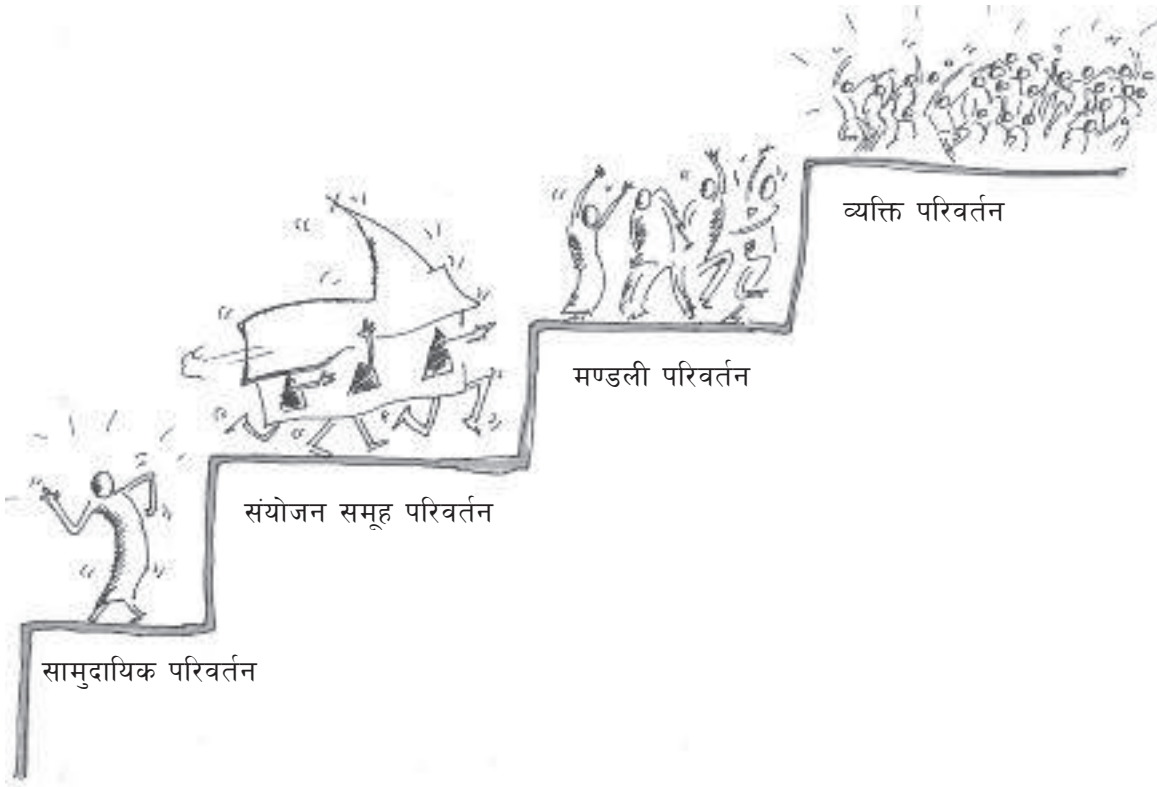 व्यक्ति परिवर्तन
मण्डली परिवर्तन
संयोजन समूह परिवर्तन
सामुदायिक परिवर्तन